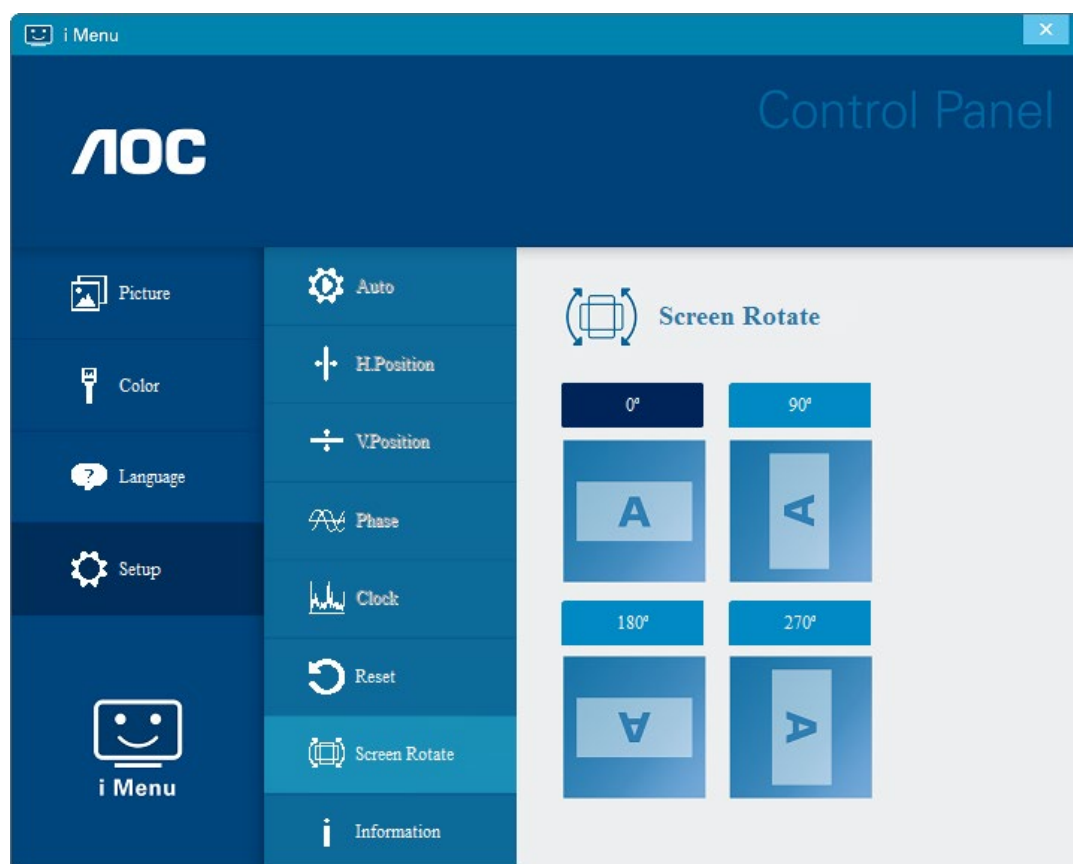 i Menu
Control Panel
AOC
Picture
Color
Language
Setup
i Menu
Auto
H.Position
V.Position
Phase
Clock
Reset
Screen Rotate
Information
Screen Rotate
0°
90°
A
A
180°
270°
A
A